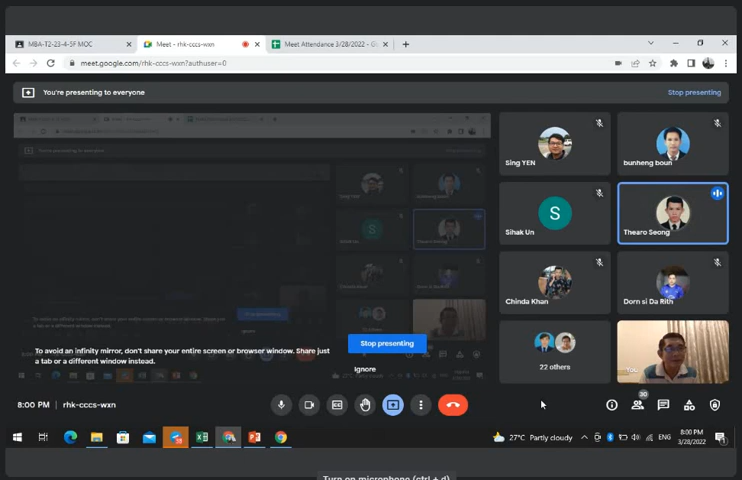 MBA-T2-23-4-5F MOC
Meet - rhk-cccs-wxn
Meet Attendance 3/28/2022 - G
meet.google.com/rhk-cccs-wxn?authuser=0
You're presenting to everyone
Stop presenting
Sing YEN
bunheng boun
S
Sihak Un
Thearo Seong
Chinda Khan
Dorn si Da Rith
22 others
You
To avoid an infinity mirror, don't share your entire screen or browser window. Share just
a tab or a different window instead.
Stop presenting
Ignore
8:00 PM
rhk-cccs-wxn
30
27°C Partly cloudy
ENG
8:00 PM
3/28/2022
Turn on microphone (ctrl + d)